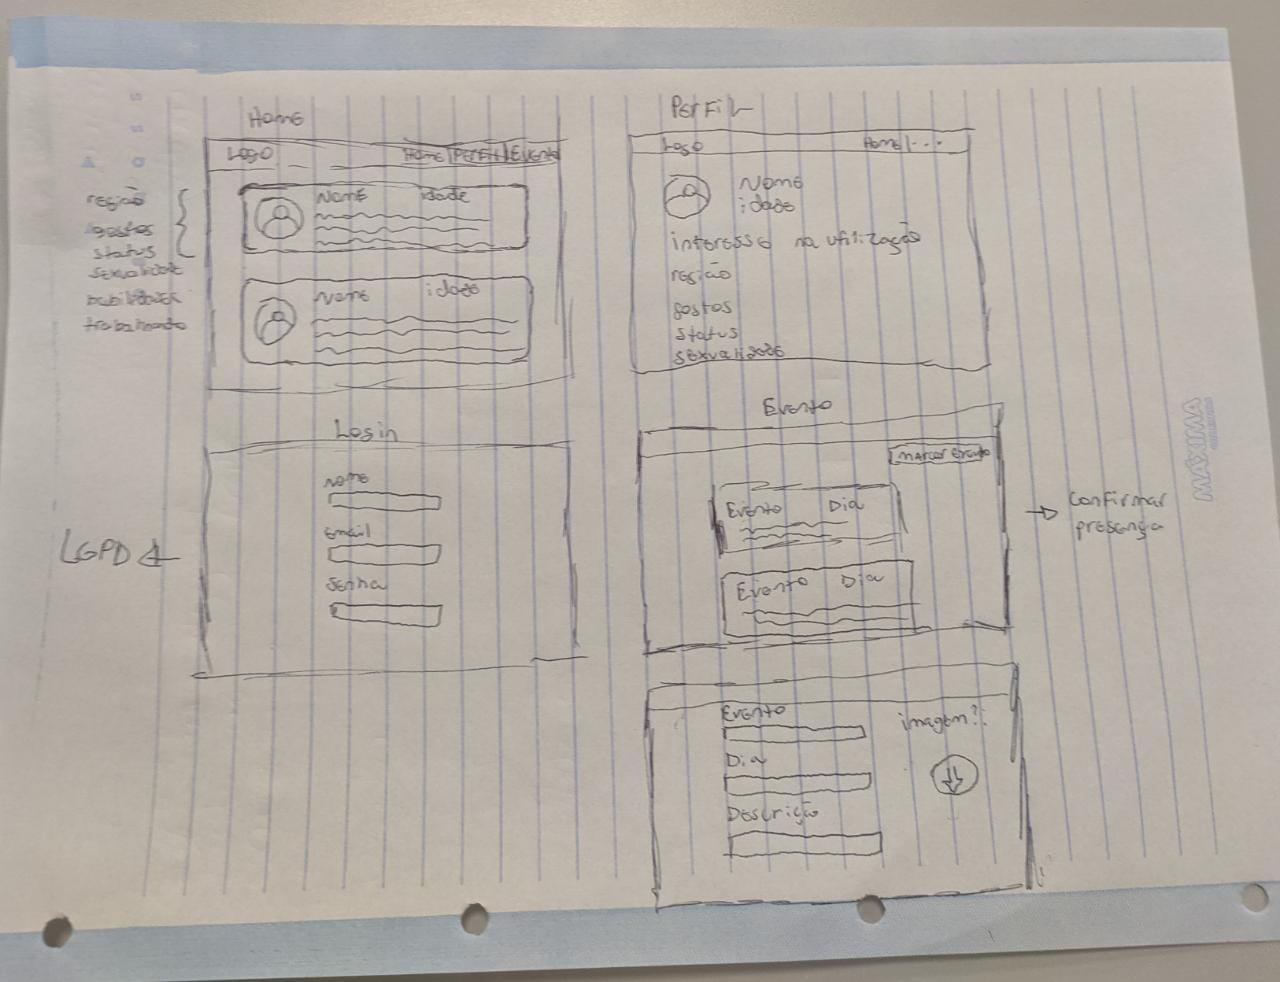 Home
Logo Home Perfil Evento
Nome idade
Nome idade
região
gostos
status
sexualidade
habilidades
trabalhando
Perfil
Logo Home ...
Nome
idade
interesse na utilização
região
gostos
status
sexualidade
Login
Nome
Email
Senha
LGPD
Evento
Marcar Evento
Evento Dia
Evento Dia
Confirmar
presença
Evento
Dia
Descrição
imagem?:
MÁXIMA